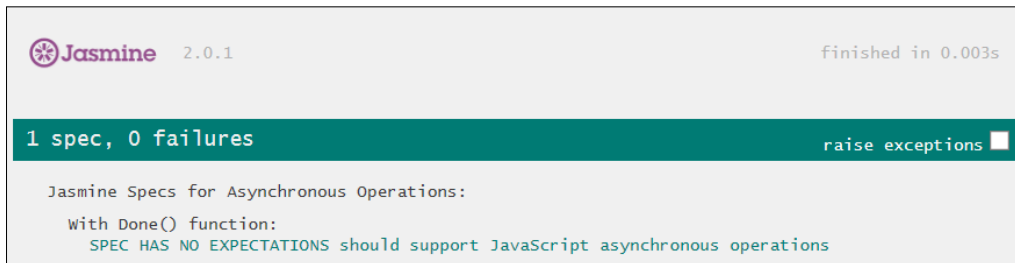 Jasmine 2.0.1 finished in 0.003s
1 spec, 0 failures raise exceptions
Jasmine Specs for Asynchronous Operations:
With Done() function:
SPEC HAS NO EXPECTATIONS should support JavaScript asynchronous operations